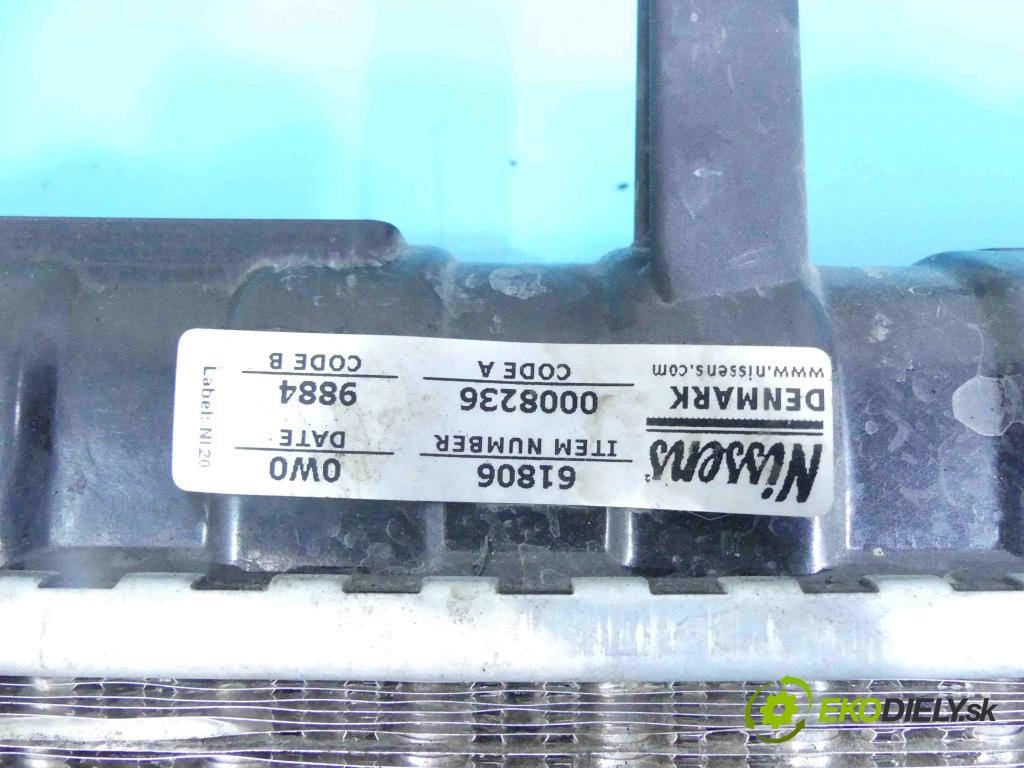 Nissens
DENMARK
www.nissens.com
61806
ITEM NUMBER
0W0
DATE
0008236
CODE A
9884
CODE B
Label: NI 20
EKODIELY.sk